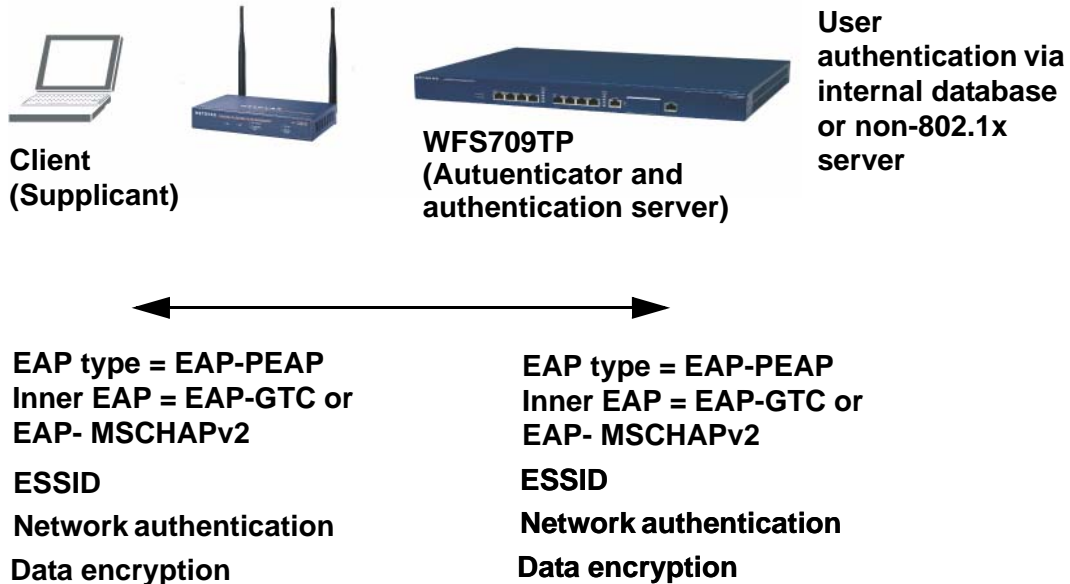 Client
(Supplicant)
NETGEAR
WFS709TP
(Autuenticator and
authentication server)
User
authentication via
internal database
or non-802.1x
server
EAP type = EAP-PEAP
Inner EAP = EAP-GTC or
EAP- MSCHAPv2
ESSID
Network authentication
Data encryption
EAP type = EAP-PEAP
Inner EAP = EAP-GTC or
EAP- MSCHAPv2
ESSID
Network authentication
Data encryption